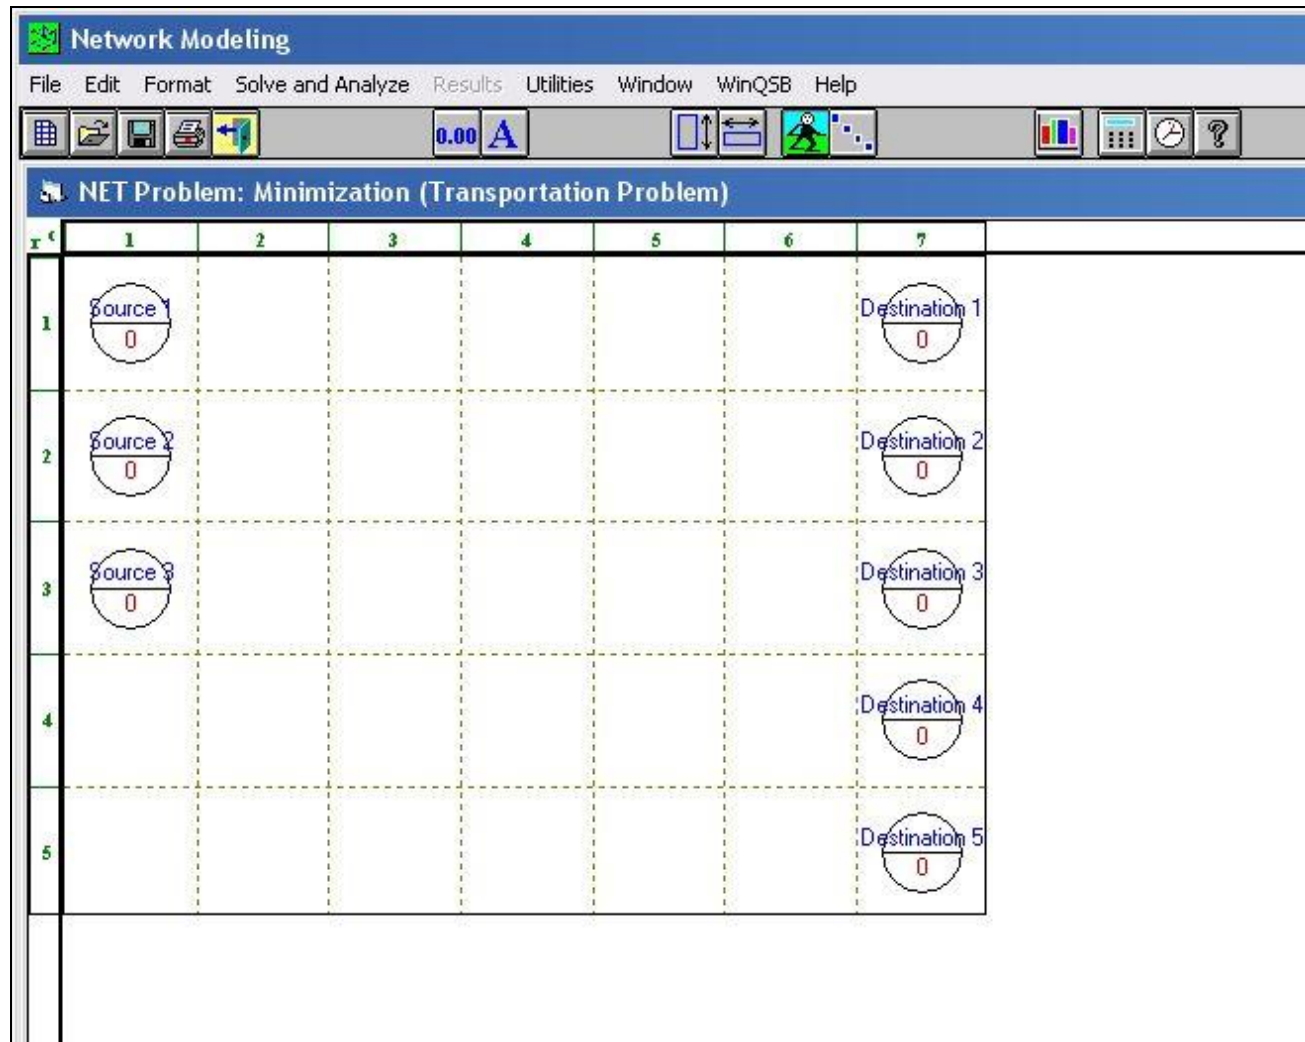 Network Modeling
File Edit Format Solve and Analyze Results Utilities Window WinQSB Help
0.00 A
NET Problem: Minimization (Transportation Problem)
r c 1 2 3 4 5 6 7
1 Source 1 Destination 1
0 0
2 Source 2 Destination 2
0 0
3 Source 3 Destination 3
0 0
4 Destination 4
0
5 Destination 5
0